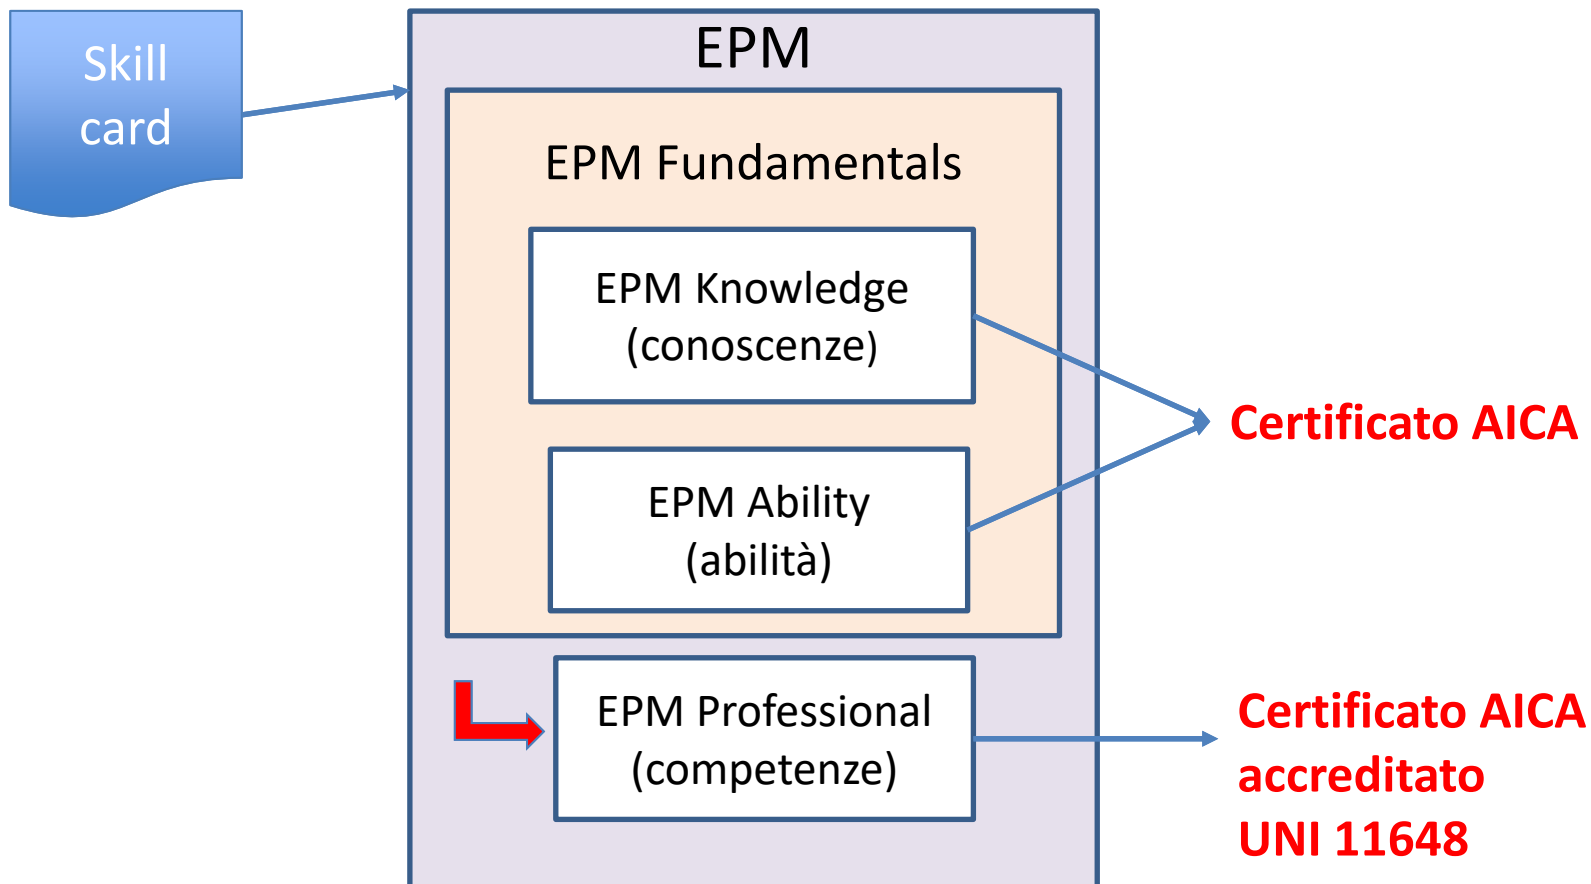 Skill
card
EPM
EPM Fundamentals
EPM Knowledge
(conoscenze)
EPM Ability
(abilità)
Certificato AICA
EPM Professional
(competenze)
Certificato AICA
accreditato
UNI 11648